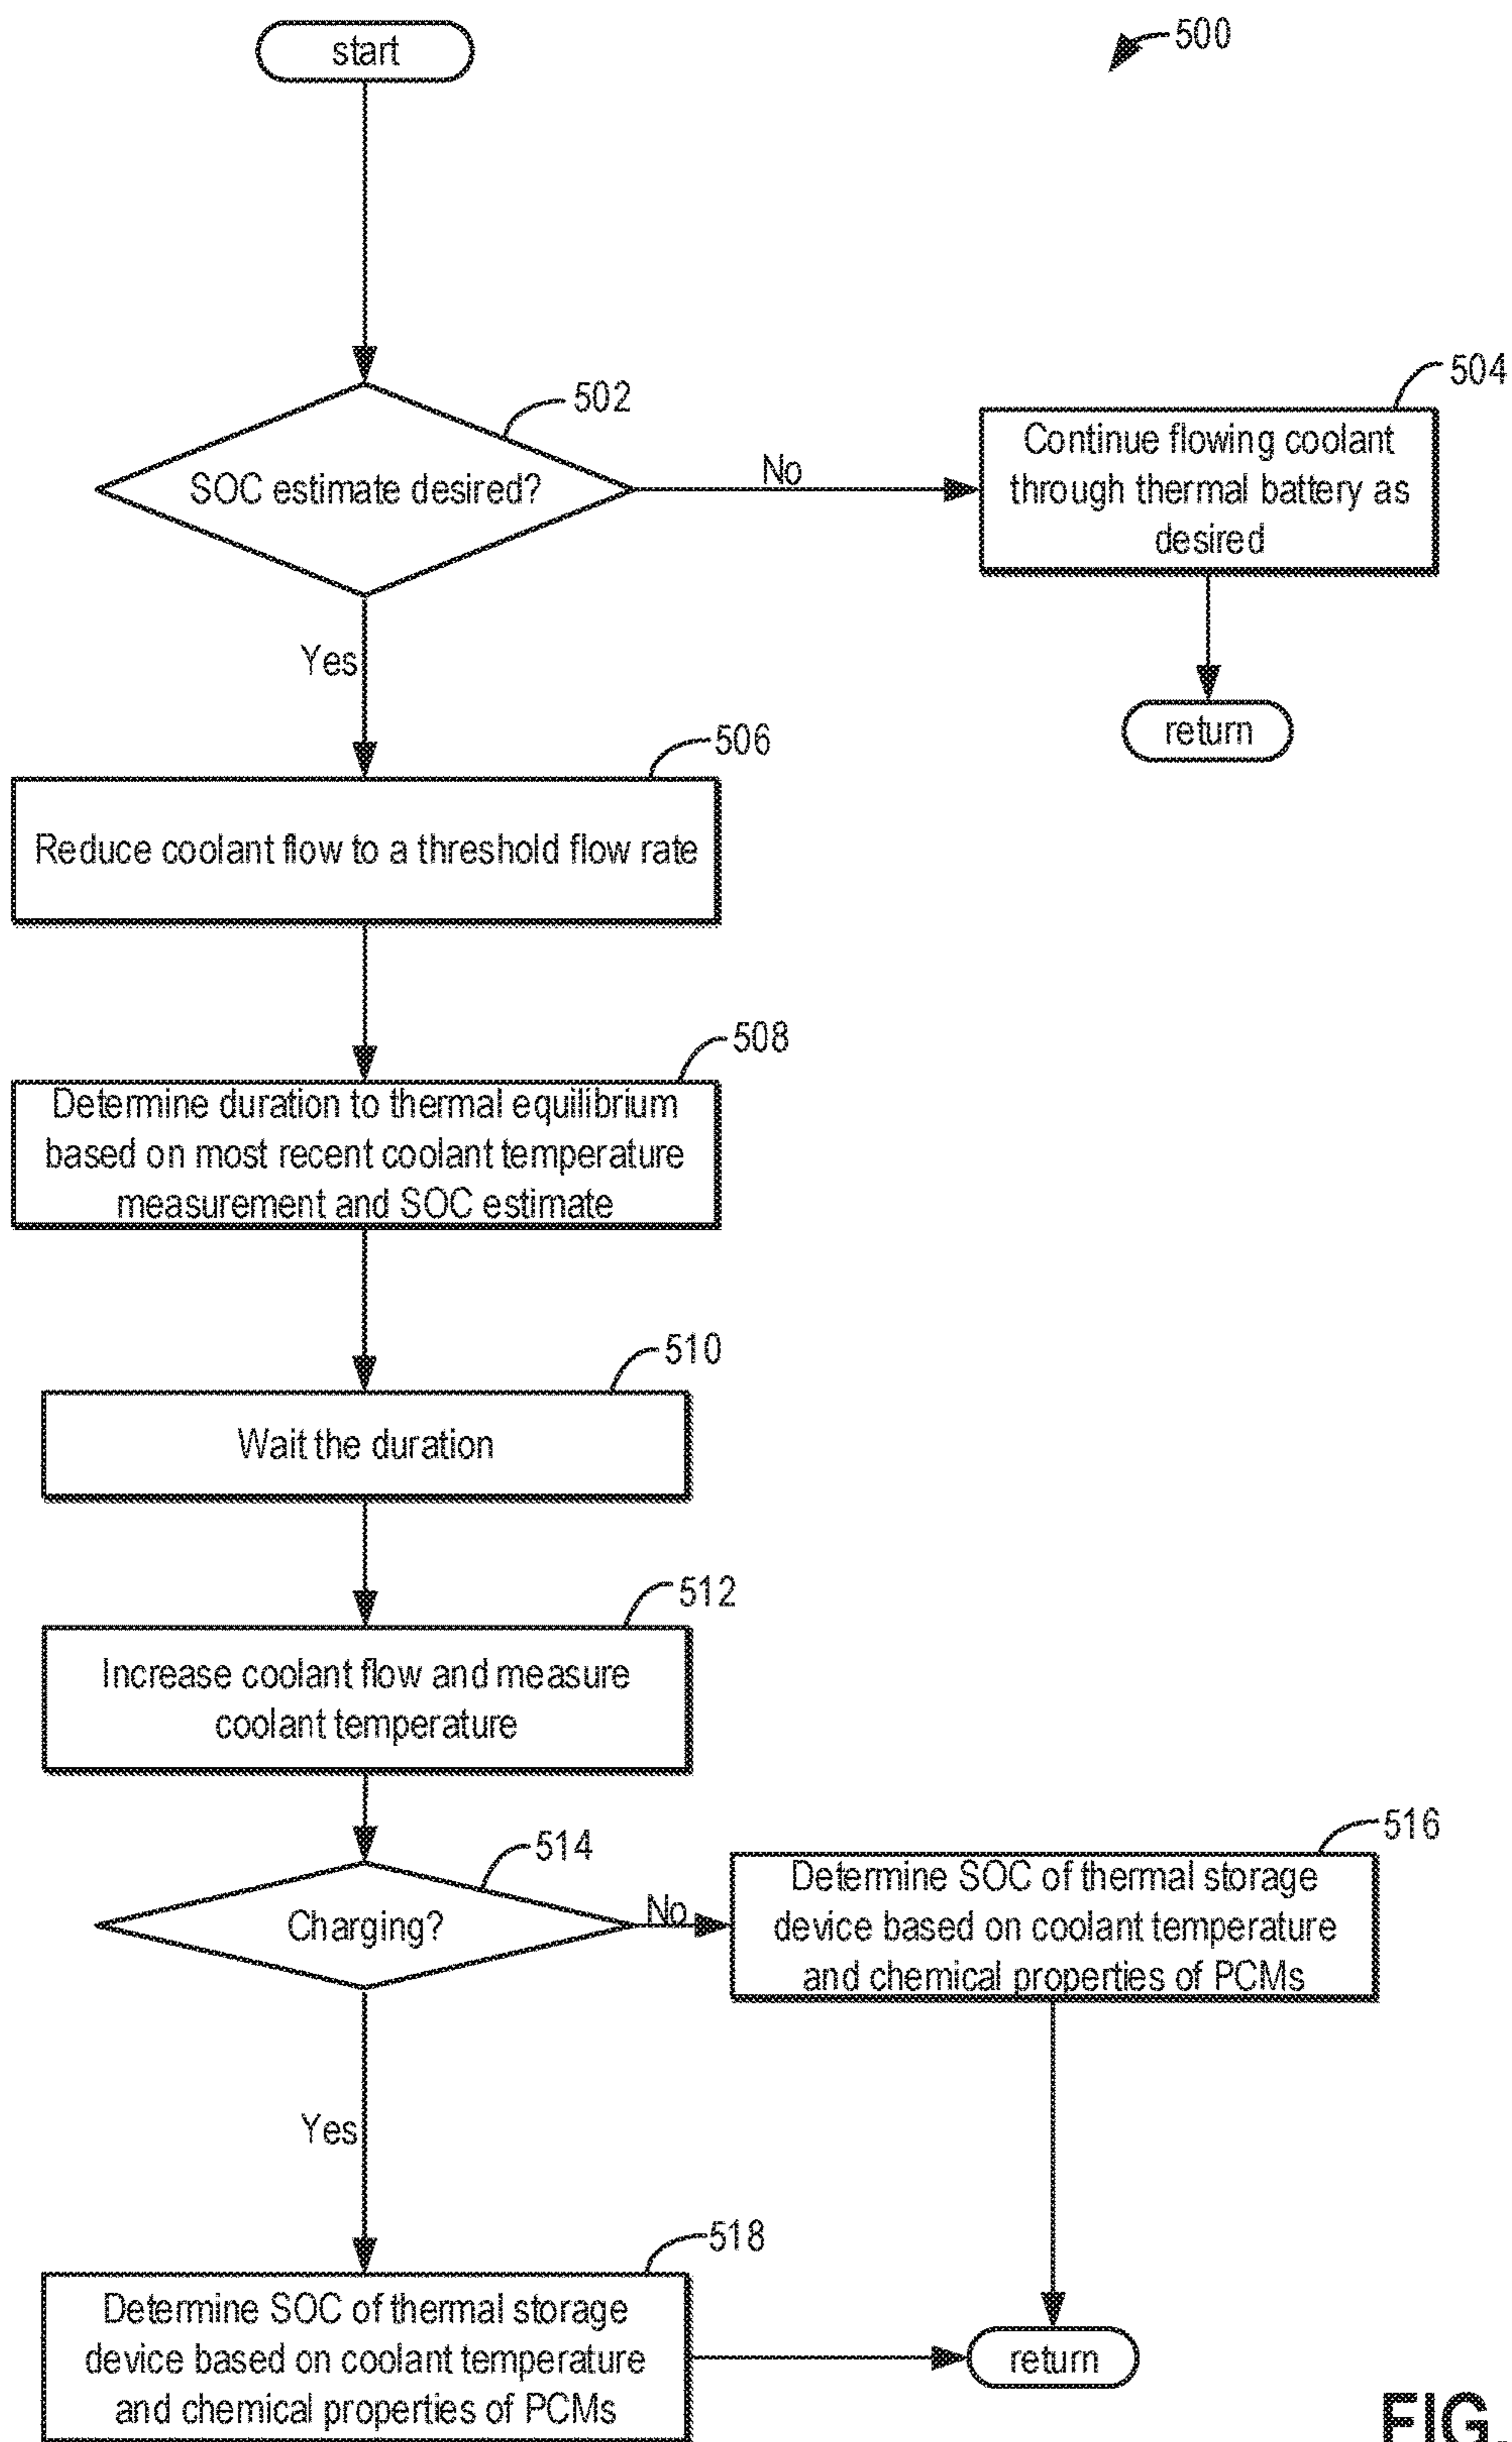 start
500
502
SOC estimate desired?
No
504
Continue flowing coolant
through thermal battery as
desired
return
Yes
506
Reduce coolant flow to a threshold flow rate
508
Determine duration to thermal equilibrium
based on most recent coolant temperature
measurement and SOC estimate
510
Wait the duration
512
Increase coolant flow and measure
coolant temperature
514
Charging?
No
516
Determine SOC of thermal storage
device based on coolant temperature
and chemical properties of PCMs
Yes
518
Determine SOC of thermal storage
device based on coolant temperature
and chemical properties of PCMs
return
FIG.